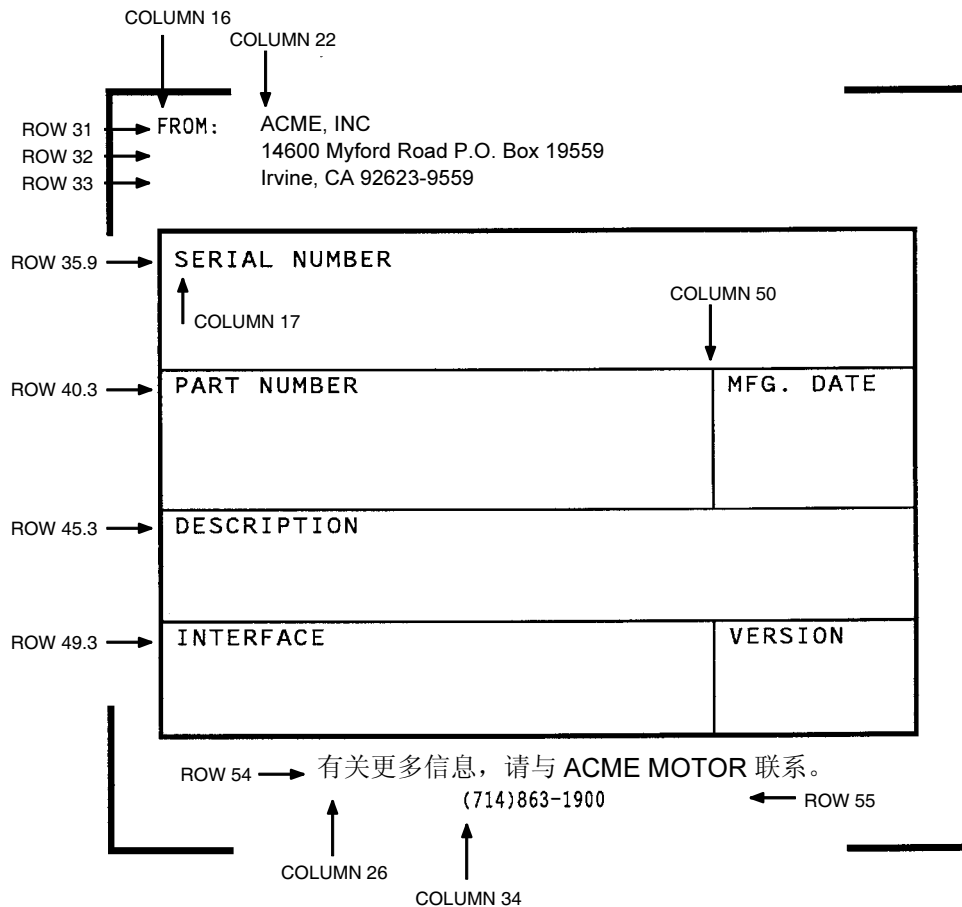 COLUMN 16
COLUMN 22
ROW 31 FROM: ACME, INC
ROW 32 14600 Myford Road P.O. Box 19559
ROW 33 Irvine, CA 92623-9559
ROW 35.9 SERIAL NUMBER
COLUMN 17
COLUMN 50
ROW 40.3 PART NUMBER MFG. DATE
ROW 45.3 DESCRIPTION
ROW 49.3 INTERFACE VERSION
ROW 54 有关更多信息，请与 ACME MOTOR 联系。
(714)863-1900 ROW 55
COLUMN 26
COLUMN 34